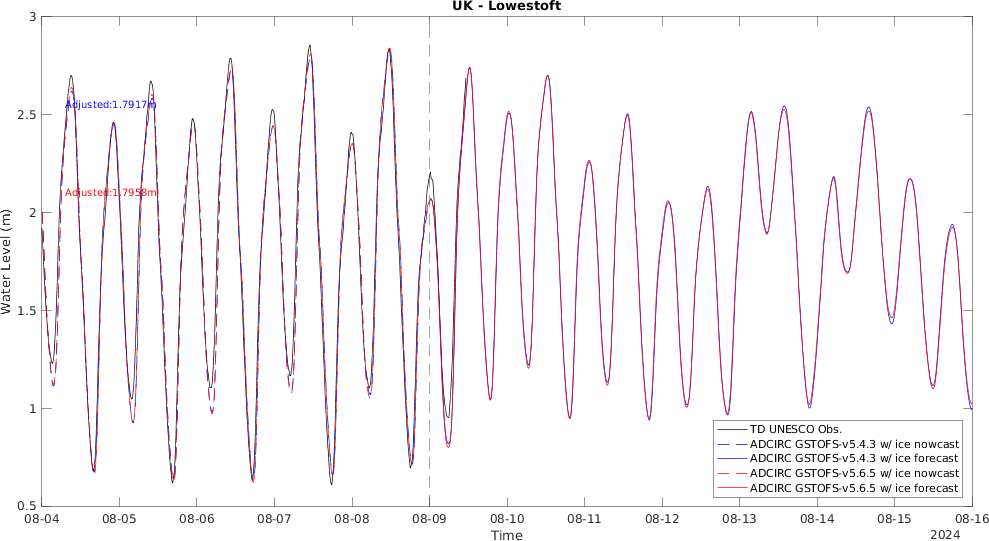 UK - Lowestoft
3
2.5
2
1.5
1
0.5
Water Level (m)
Adjusted:1.7917m
Adjusted:1.7958m
TD UNESCO Obs.
ADCIRC GSTOFS-v5.4.3 w/ ice nowcast
ADCIRC GSTOFS-v5.4.3 w/ ice forecast
ADCIRC GSTOFS-v5.6.5 w/ ice nowcast
ADCIRC GSTOFS-v5.6.5 w/ ice forecast
08-04 08-05 08-06 08-07 08-08 08-09 08-10 08-11 08-12 08-13 08-14 08-15 08-16
Time
2024